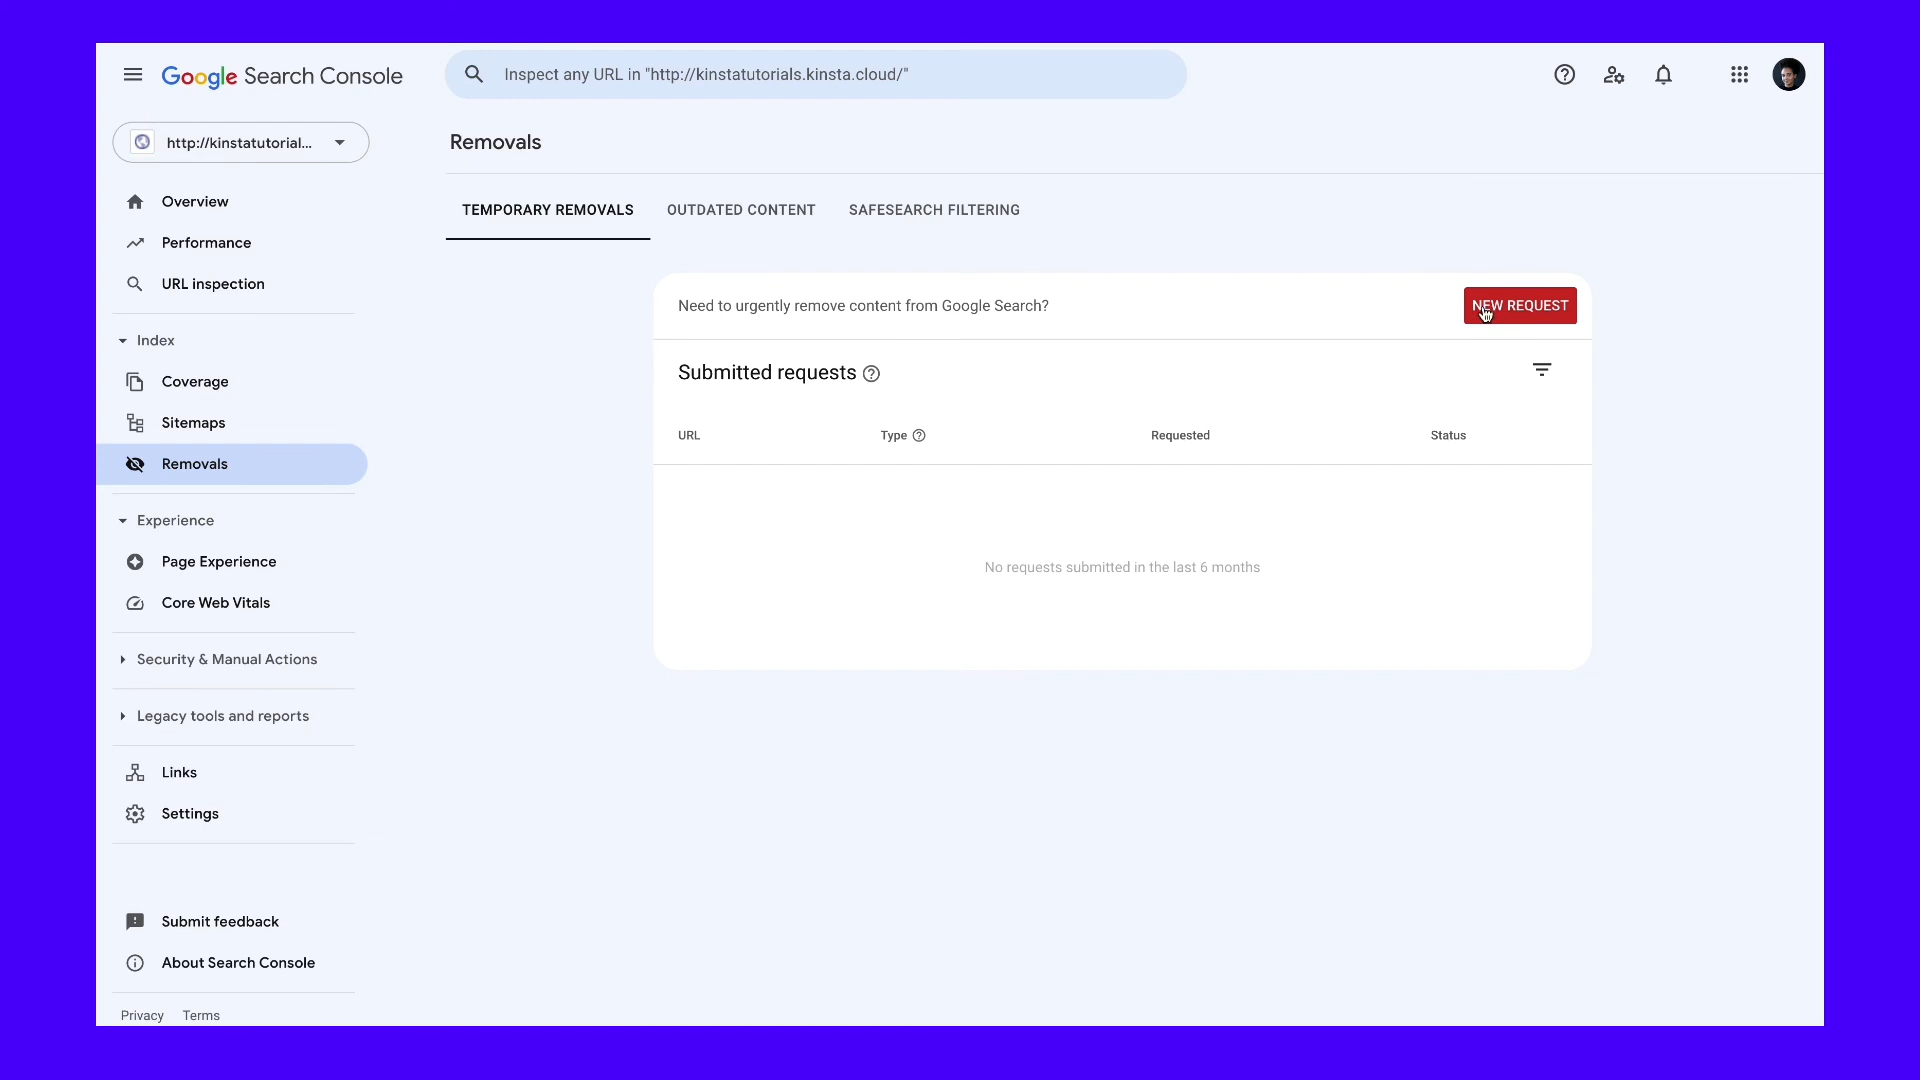 Google Search Console
Inspect any URL in "http://kinstatutorials.kinsta.cloud/"
http://kinstatutorial...
Removals
Overview
Performance
URL inspection
Index
Coverage
Sitemaps
Removals
Experience
Page Experience
Core Web Vitals
Security & Manual Actions
Legacy tools and reports
Links
Settings
Submit feedback
About Search Console
Privacy Terms
TEMPORARY REMOVALS OUTDATED CONTENT SAFESEARCH FILTERING
Need to urgently remove content from Google Search?
NEW REQUEST
Submitted requests
URL Type Requested Status
No requests submitted in the last 6 months